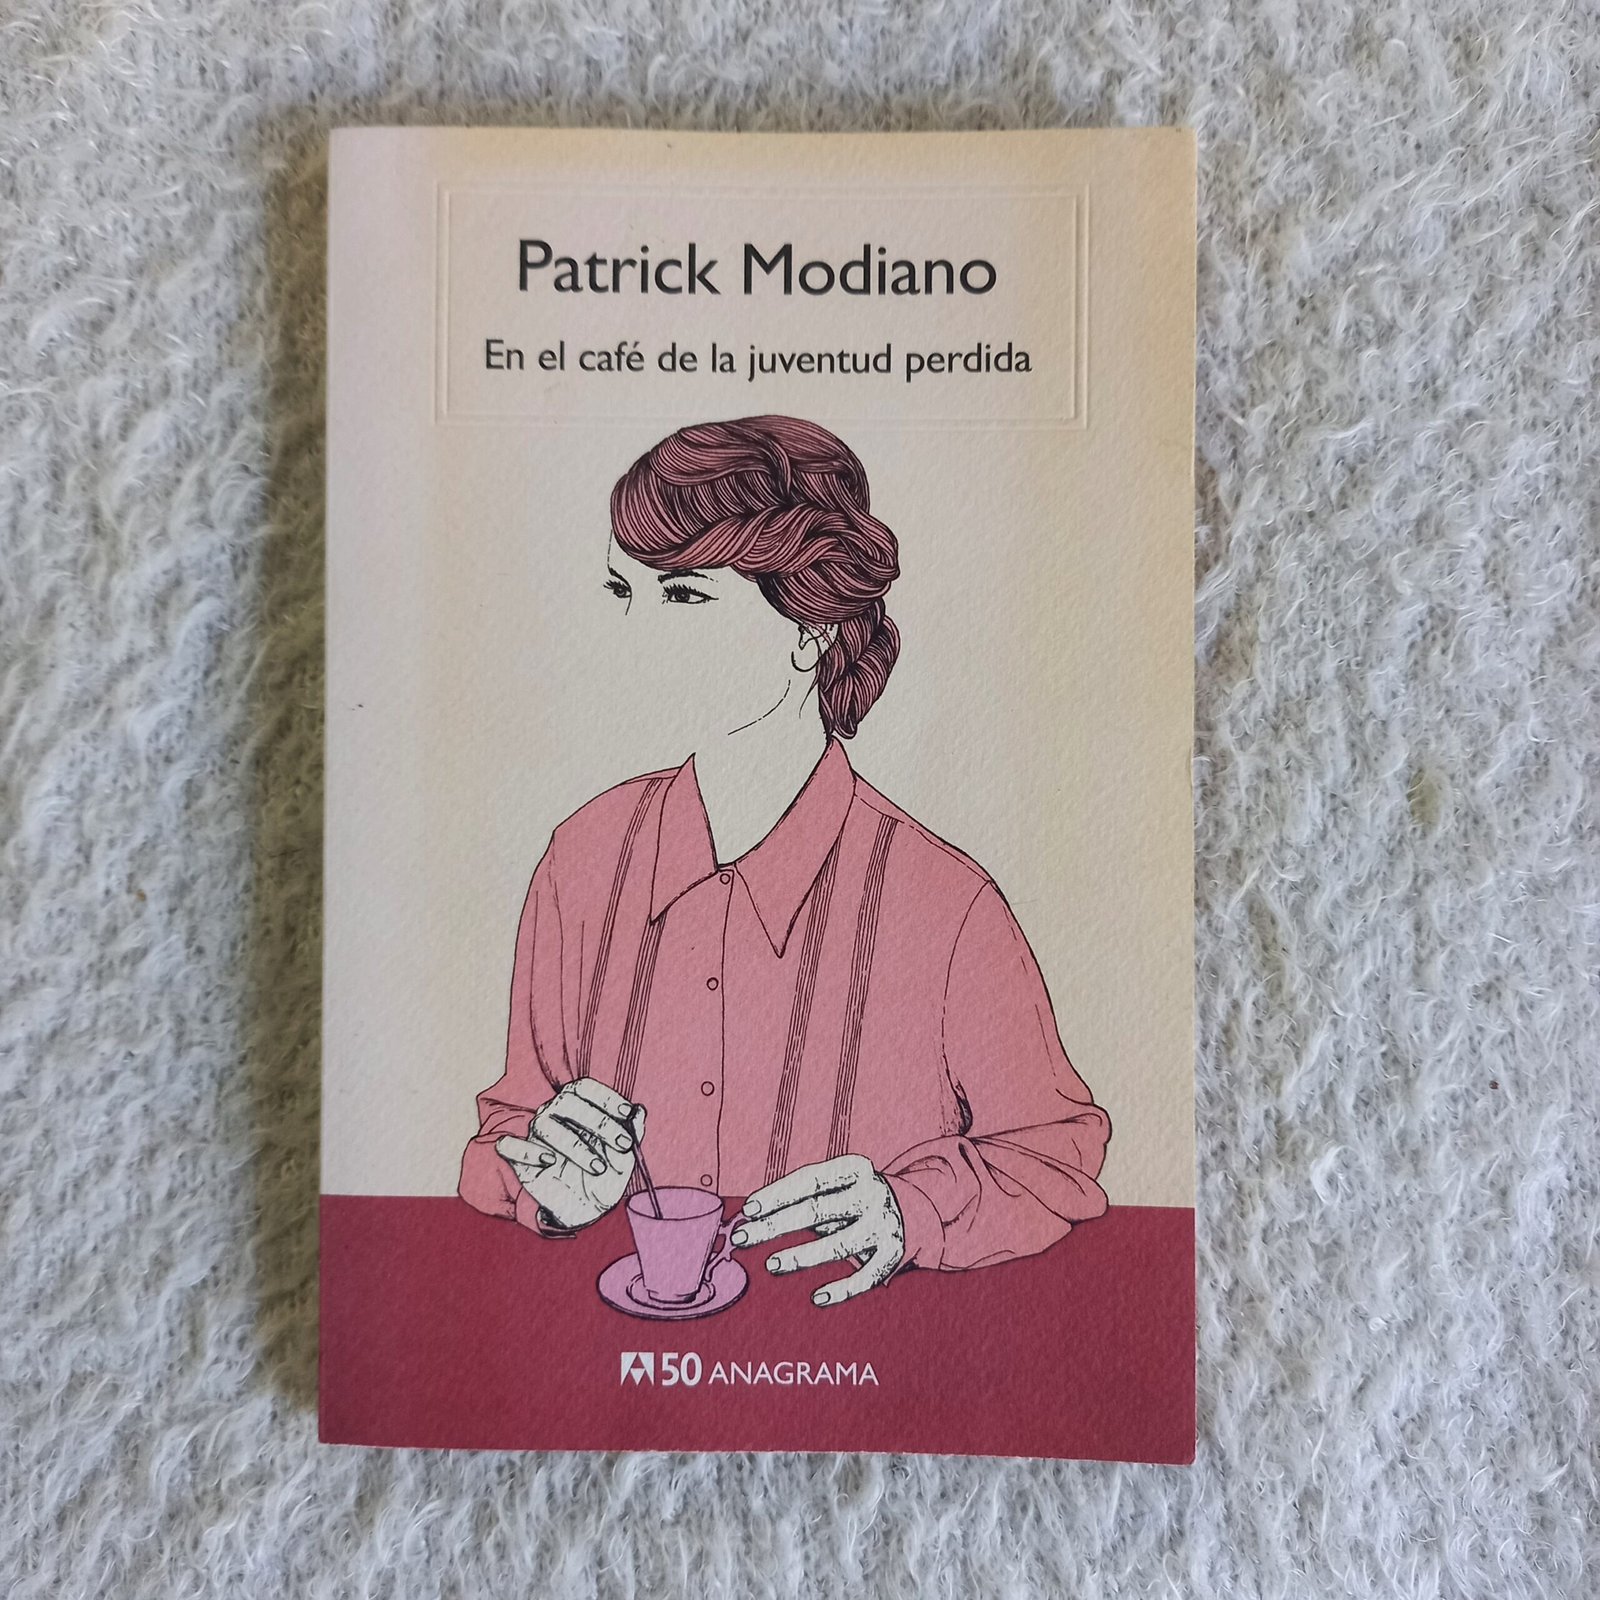 Patrick Modiano
En el café de la juventud perdida
50 ANAGRAMA